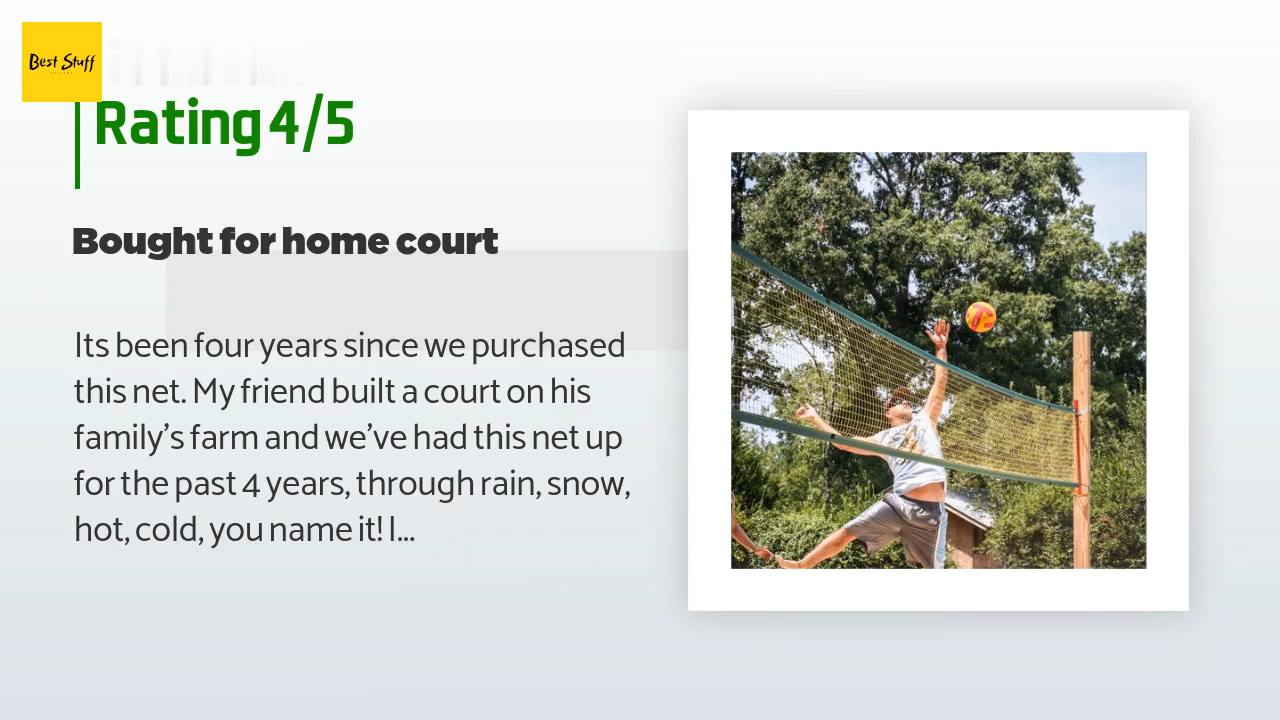 Best Stuff
Rating 4/5
Bought for home court
Its been four years since we purchased
this net. My friend built a court on his
family's farm and we've had this net up
for the past 4 years, through rain, snow,
hot, cold, you name it! I...